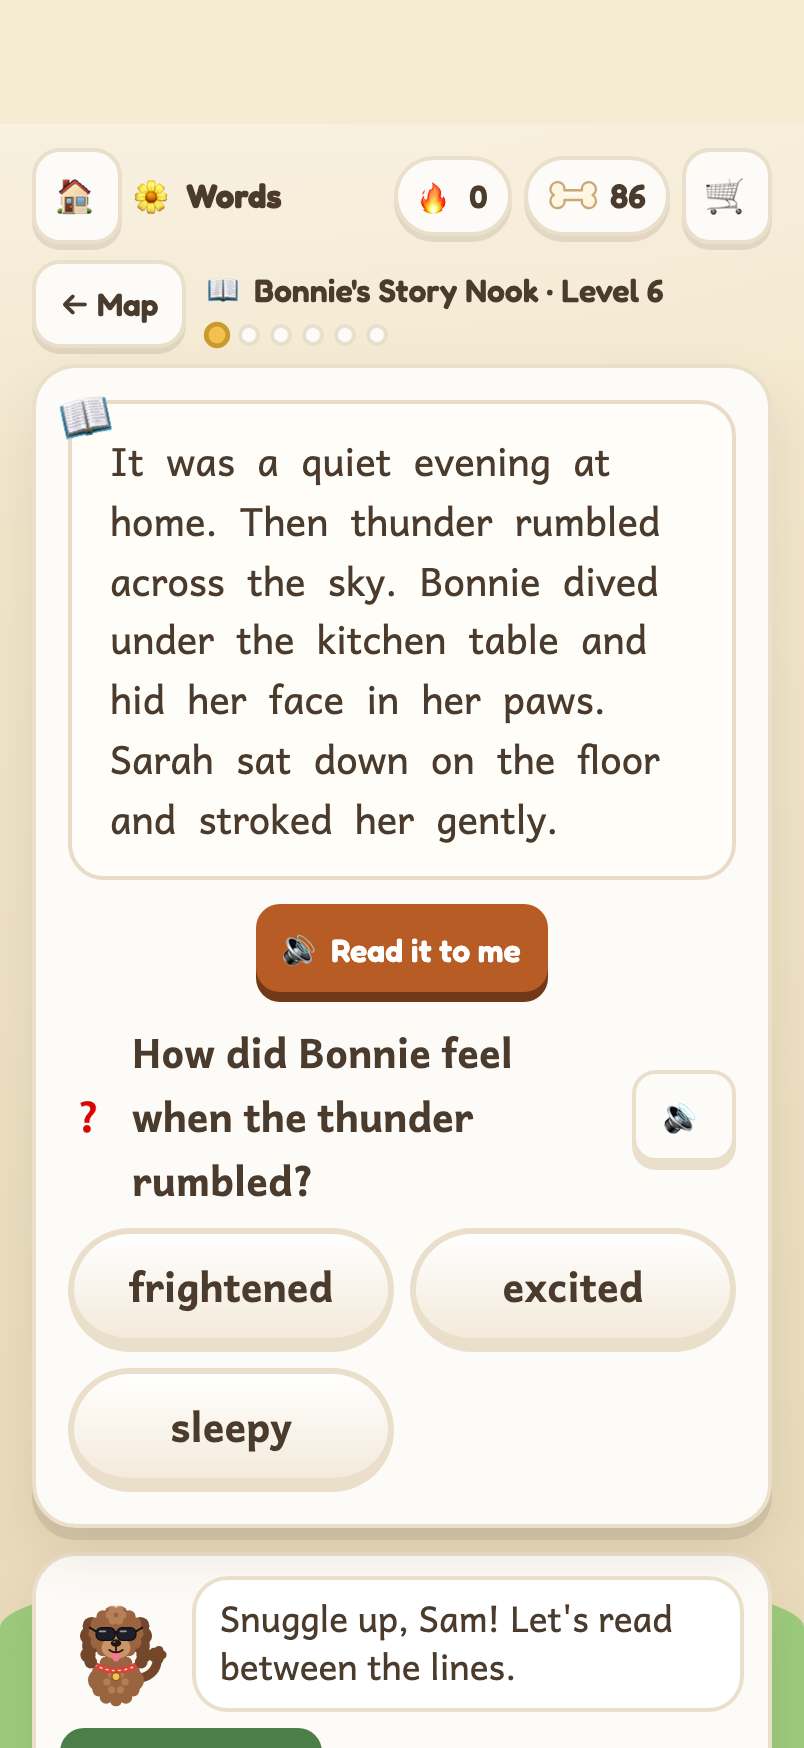 Words
0
86
← Map
Bonnie's Story Nook · Level 6
It was a quiet evening at
home. Then thunder rumbled
across the sky. Bonnie dived
under the kitchen table and
hid her face in her paws.
Sarah sat down on the floor
and stroked her gently.
Read it to me
? How did Bonnie feel
when the thunder
rumbled?
frightened
excited
sleepy
Snuggle up, Sam! Let's read
between the lines.